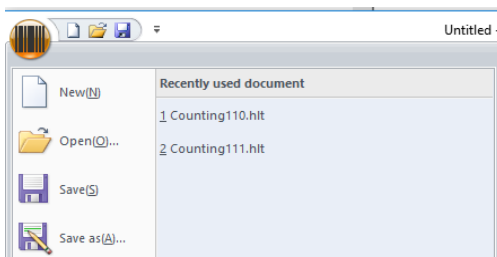 Untitled -
New(N)
Open(O)...
Save(S)
Save as(A)...
Recently used document
1 Counting110.hlt
2 Counting111.hlt